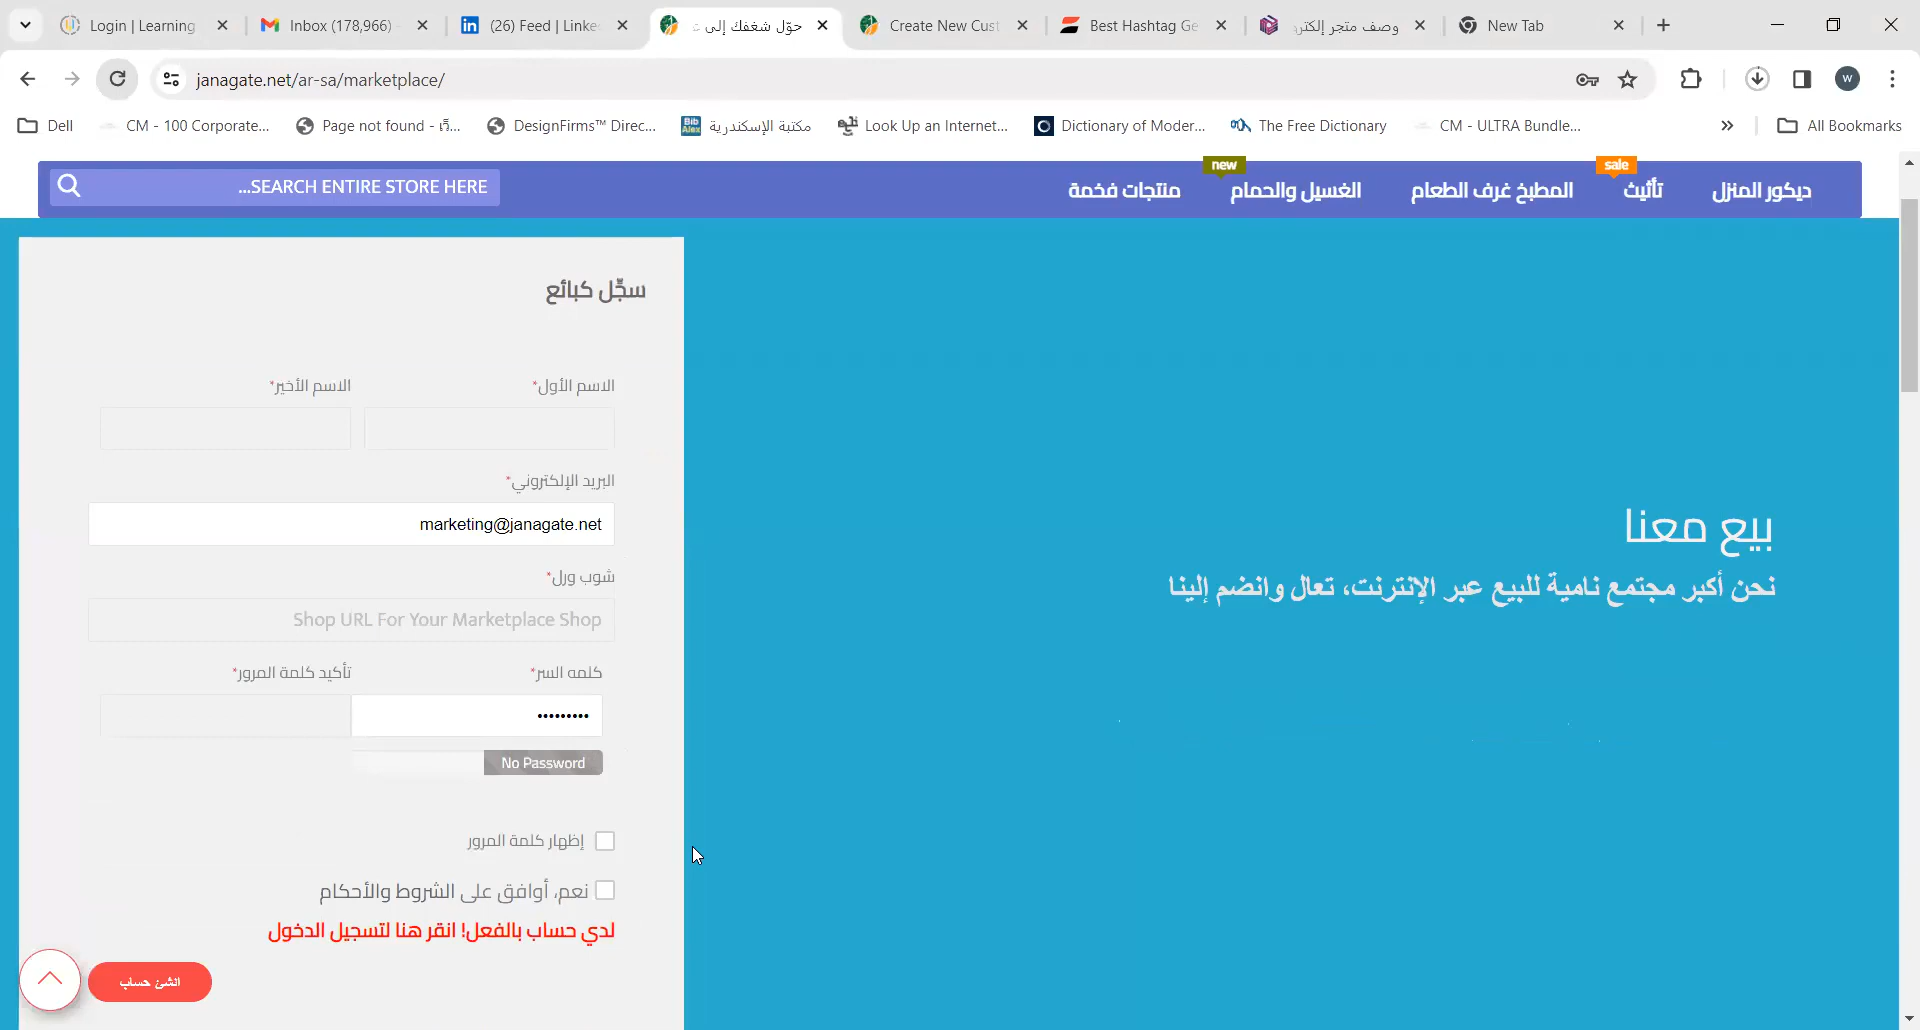 Login | Learning
Inbox (178,966)
(26) Feed | Linke
حوّل شغفك إلى
Create New Cust
Best Hashtag Ge
وصف متجر إلكتر
New Tab
janagate.net/ar-sa/marketplace/
W
Dell
CM - 100 Corporate...
Page not found - เ็...
DesignFirms™ Direc...
Bib Alex
مكتبة الإسكندرية
Look Up an Internet...
Dictionary of Moder...
The Free Dictionary
CM - ULTRA Bundle...
All Bookmarks
new
sale
ديكور المنزل
تأثيث
المطبخ غرف الطعام
الغسيل والحمام
منتجات فخمة
SEARCH ENTIRE STORE HERE...
سجِّل كبائع
الاسم الأول*
الاسم الأخير*
البريد الإلكتروني*
marketing@janagate.net
شوب ورل*
Shop URL For Your Marketplace Shop
كلمه السر*
تأكيد كلمة المرور*
No Password
إظهار كلمة المرور
نعم، أوافق على الشروط والأحكام
لدي حساب بالفعل! انقر هنا لتسجيل الدخول
انشئ حساب
بيع معنا
نحن أكبر مجتمع نامية للبيع عبر الإنترنت، تعال وانضم إلينا